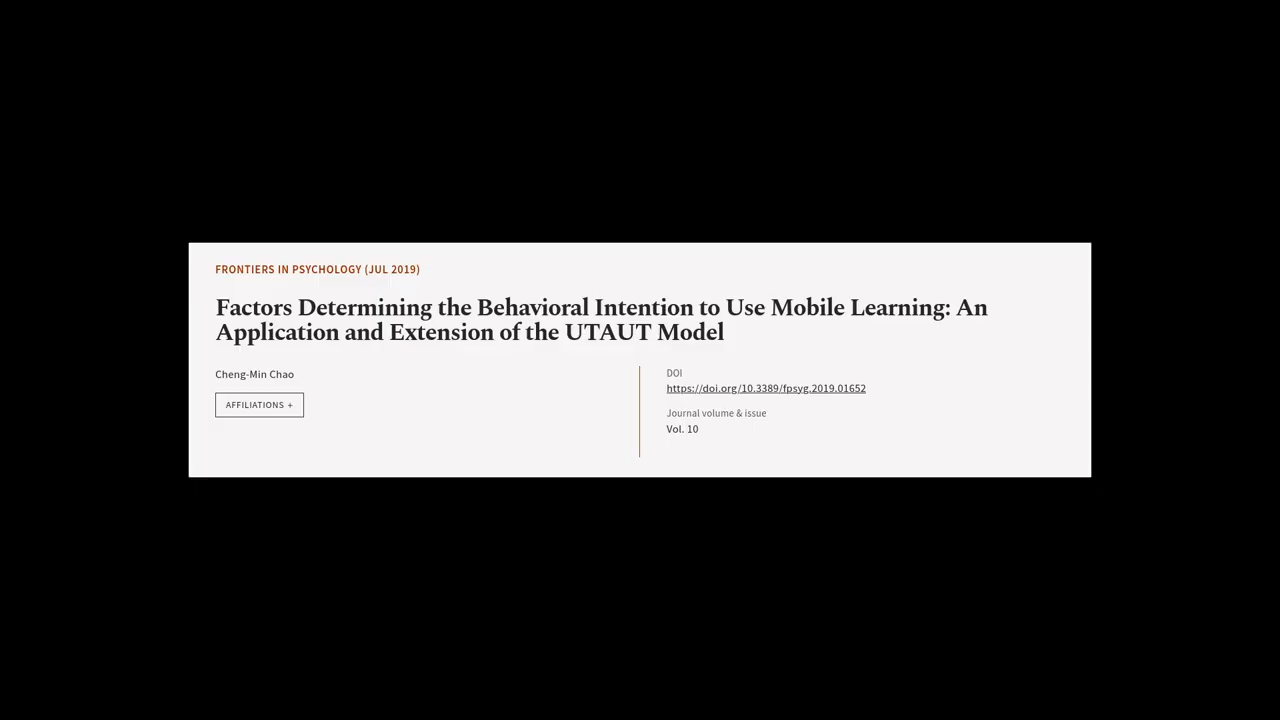 FRONTIERS IN PSYCHOLOGY (JUL 2019)
Factors Determining the Behavioral Intention to Use Mobile Learning: An
Application and Extension of the UTAUT Model
Cheng-Min Chao
AFFILIATIONS +
DOI
https://doi.org/10.3389/fpsyg.2019.01652
Journal volume & issue
Vol. 10